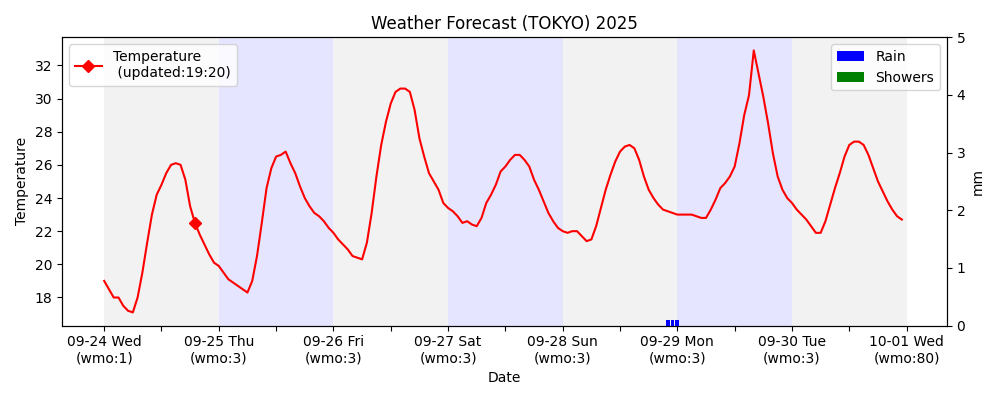 Weather Forecast (TOKYO) 2025
Temperature
(updated:19:20)
Rain
Showers
Temperature
32
30
28
26
24
22
20
18
5
4
3
2
1
0
mm
09-24 Wed
(wmo:1)
09-25 Thu
(wmo:3)
09-26 Fri
(wmo:3)
09-27 Sat
(wmo:3)
09-28 Sun
(wmo:3)
09-29 Mon
(wmo:3)
09-30 Tue
(wmo:3)
10-01 Wed
(wmo:80)
Date